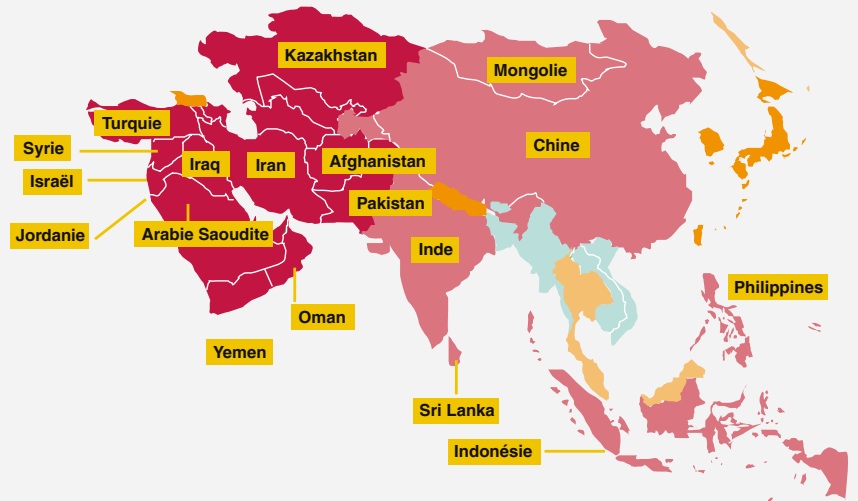 Kazakhstan
Mongolie
Turquie
Chine
Syrie
Iraq
Iran
Afghanistan
Israël
Pakistan
Jordanie
Arabie Saoudite
Inde
Philippines
Oman
Yemen
Sri Lanka
Indonésie